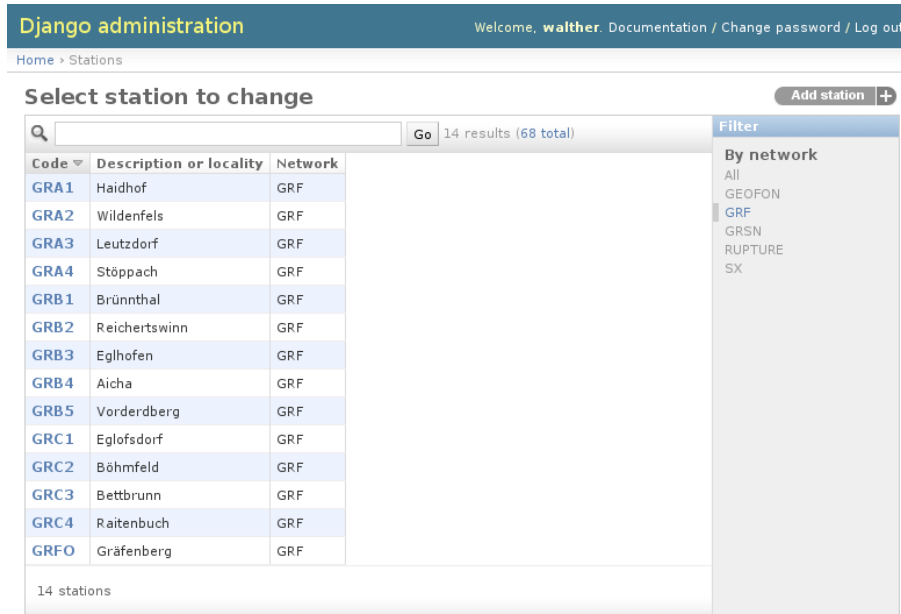 Django administration
Welcome, walther. Documentation / Change password / Log out
Home › Stations
Select station to change
Add station +
Go 14 results (68 total)
Code Description or locality Network
GRA1 Haidhof GRF
GRA2 Wildenfels GRF
GRA3 Leutzdorf GRF
GRA4 Stöppach GRF
GRB1 Brünnthal GRF
GRB2 Reichertswinn GRF
GRB3 Eglhofen GRF
GRB4 Aicha GRF
GRB5 Vorderdberg GRF
GRC1 Eglofsdorf GRF
GRC2 Böhmfeld GRF
GRC3 Bettbrunn GRF
GRC4 Raitenbuch GRF
GRFO Gräfenberg GRF
14 stations
Filter
By network
All
GEOFON
GRF
GRSN
RUPTURE
SX